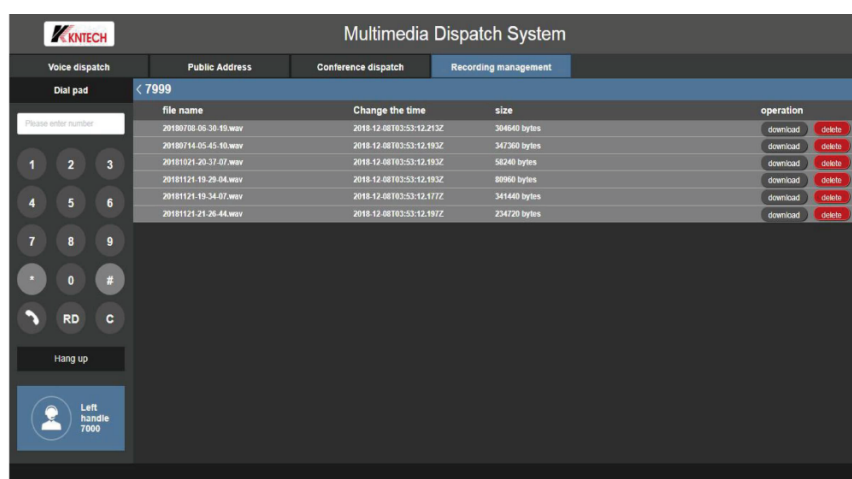 KNTECH
Multimedia Dispatch System
Voice dispatch Public Address Conference dispatch Recording management
Dial pad
< 7999
file name Change the time size operation
Please enter number
20180708-06-30-19.wav 2018-12-08T03:53:12.213Z 304640 bytes download delete
20180714-05-45-10.wav 2018-12-08T03:53:12.193Z 347360 bytes download delete
20181021-20-37-07.wav 2018-12-08T03:53:12.193Z 58240 bytes download delete
20181121-19-29-04.wav 2018-12-08T03:53:12.193Z 80960 bytes download delete
20181121-19-34-07.wav 2018-12-08T03:53:12.177Z 341440 bytes download delete
20181121-21-26-44.wav 2018-12-08T03:53:12.197Z 234720 bytes download delete
1 2 3
4 5 6
7 8 9
* 0 #
RD C
Hang up
Left
handle
7000